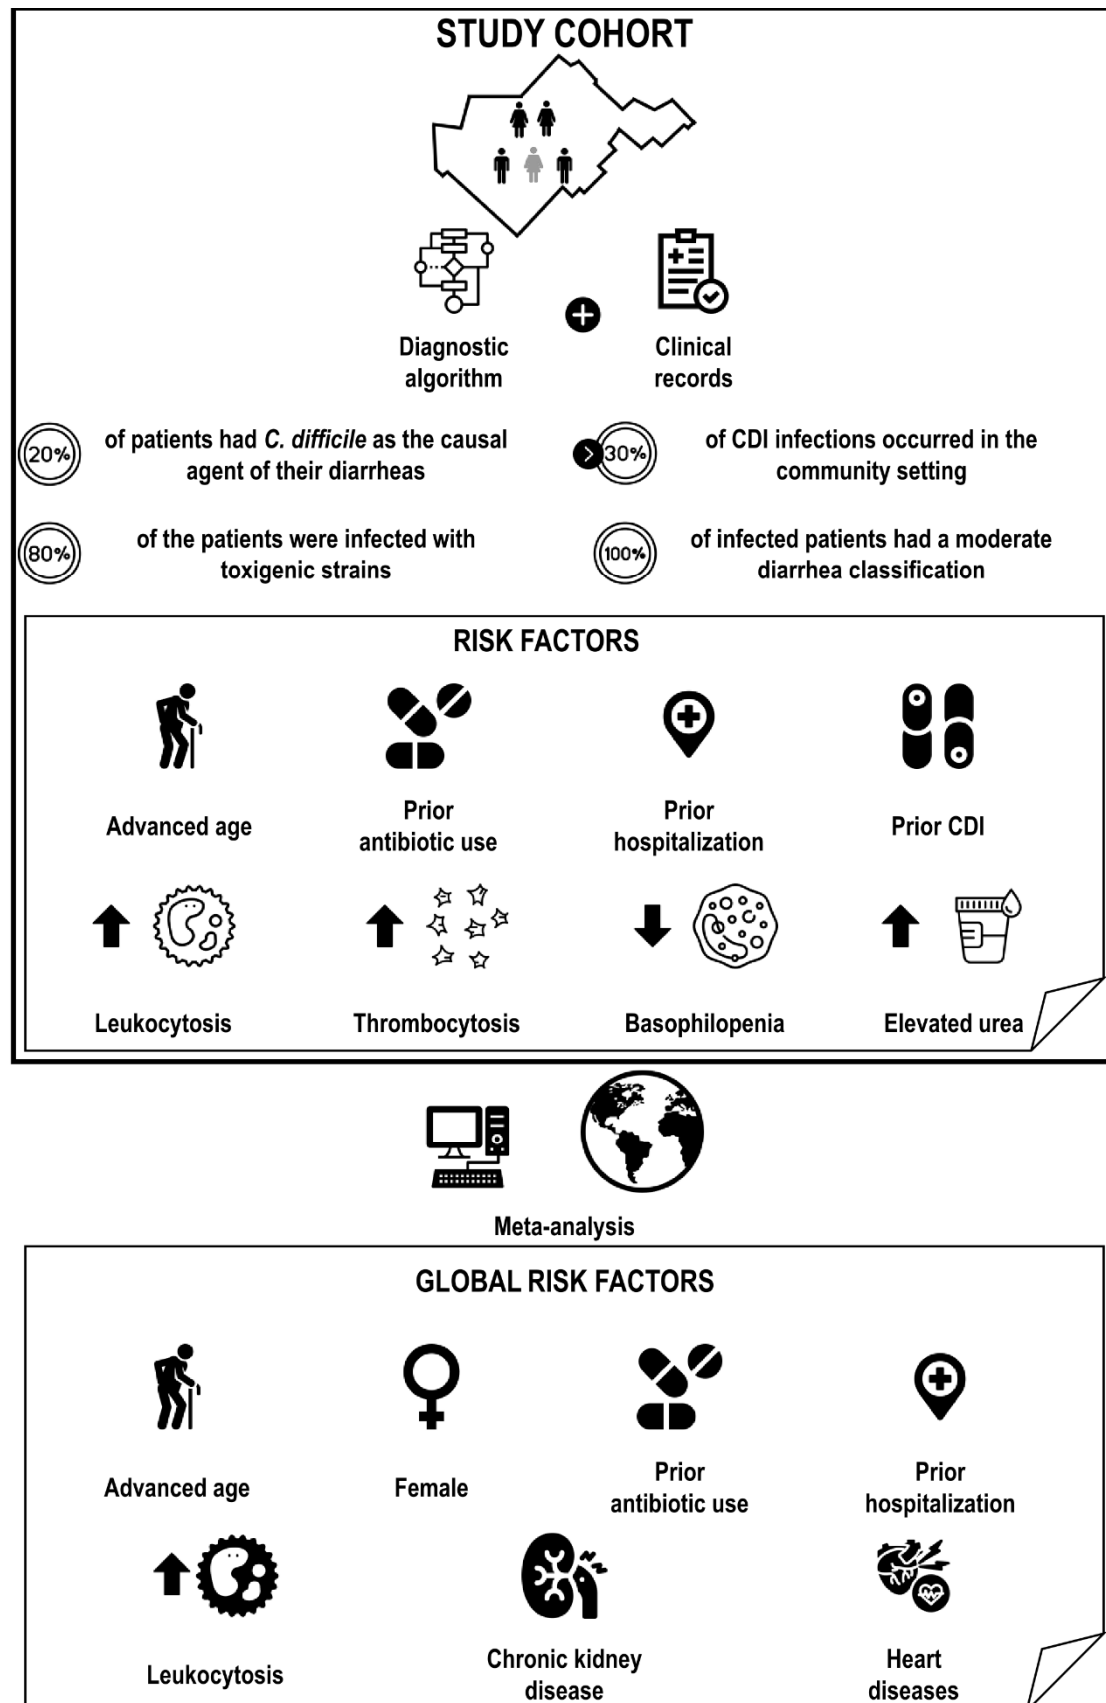 STUDY COHORT
Diagnostic
algorithm
Clinical
records
20%
of patients had C. difficile as the causal
agent of their diarrheas
>
30%
of CDI infections occurred in the
community setting
80%
of the patients were infected with
toxigenic strains
100%
of infected patients had a moderate
diarrhea classification
RISK FACTORS
Advanced age
Prior
antibiotic use
Prior
hospitalization
Prior CDI
Leukocytosis
Thrombocytosis
Basophilopenia
Elevated urea
Meta-analysis
GLOBAL RISK FACTORS
Advanced age
Female
Prior
antibiotic use
Prior
hospitalization
Leukocytosis
Chronic kidney
disease
Heart
diseases